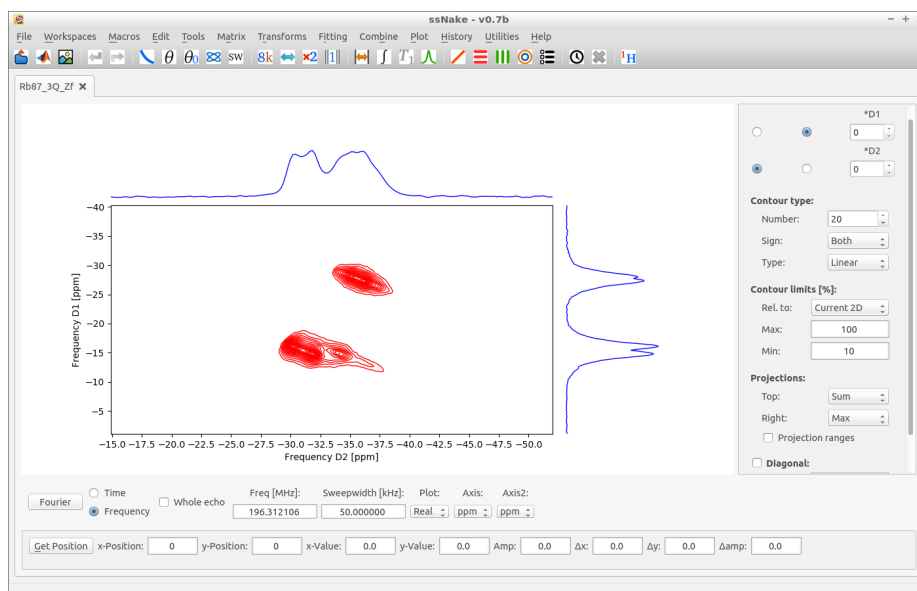 ssNake - v0.7b
File Workspaces Macros Edit Tools Matrix Transforms Fitting Combine Plot History Utilities Help
θ θ₀ SW 8k ×2 ‖1‖ ∫ T₁ ¹H
Rb87_3Q_Zf
*D1
0
*D2
0
Contour type:
Number: 20
Sign: Both
Type: Linear
Contour limits [%]:
Rel. to: Current 2D
Max: 100
Min: 10
Projections:
Top: Sum
Right: Max
Projection ranges
Diagonal:
−40
−35
−30
−25
−20
−15
−10
−5
Frequency D1 [ppm]
−15.0 −17.5 −20.0 −22.5 −25.0 −27.5 −30.0 −32.5 −35.0 −37.5 −40.0 −42.5 −45.0 −47.5 −50.0
Frequency D2 [ppm]
Fourier
Time
Frequency
Whole echo
Freq [MHz]: Sweepwidth [kHz]: Plot: Axis: Axis2:
196.312106 50.000000 Real ppm ppm
Get Position x-Position: 0 y-Position: 0 x-Value: 0.0 y-Value: 0.0 Amp: 0.0 Δx: 0.0 Δy: 0.0 Δamp: 0.0